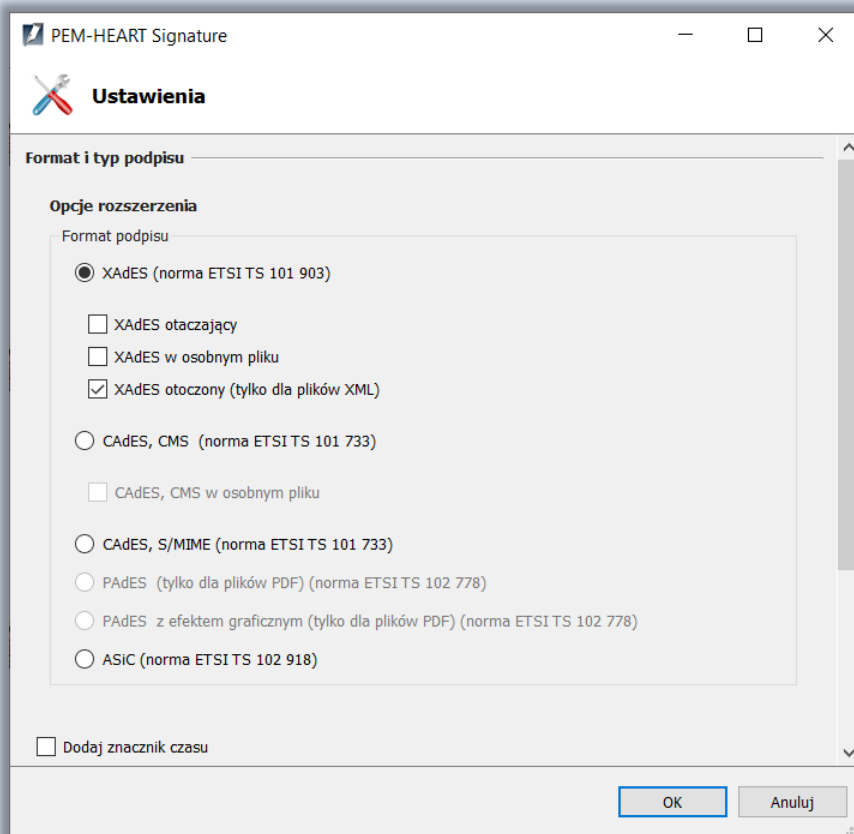 PEM-HEART Signature
Ustawienia
Format i typ podpisu
Opcje rozszerzenia
Format podpisu
XAdES (norma ETSI TS 101 903)
XAdES otaczający
XAdES w osobnym pliku
XAdES otoczony (tylko dla plików XML)
CAdES, CMS (norma ETSI TS 101 733)
CAdES, CMS w osobnym pliku
CAdES, S/MIME (norma ETSI TS 101 733)
PAdES (tylko dla plików PDF) (norma ETSI TS 102 778)
PAdES z efektem graficznym (tylko dla plików PDF) (norma ETSI TS 102 778)
ASiC (norma ETSI TS 102 918)
Dodaj znacznik czasu
OK Anuluj